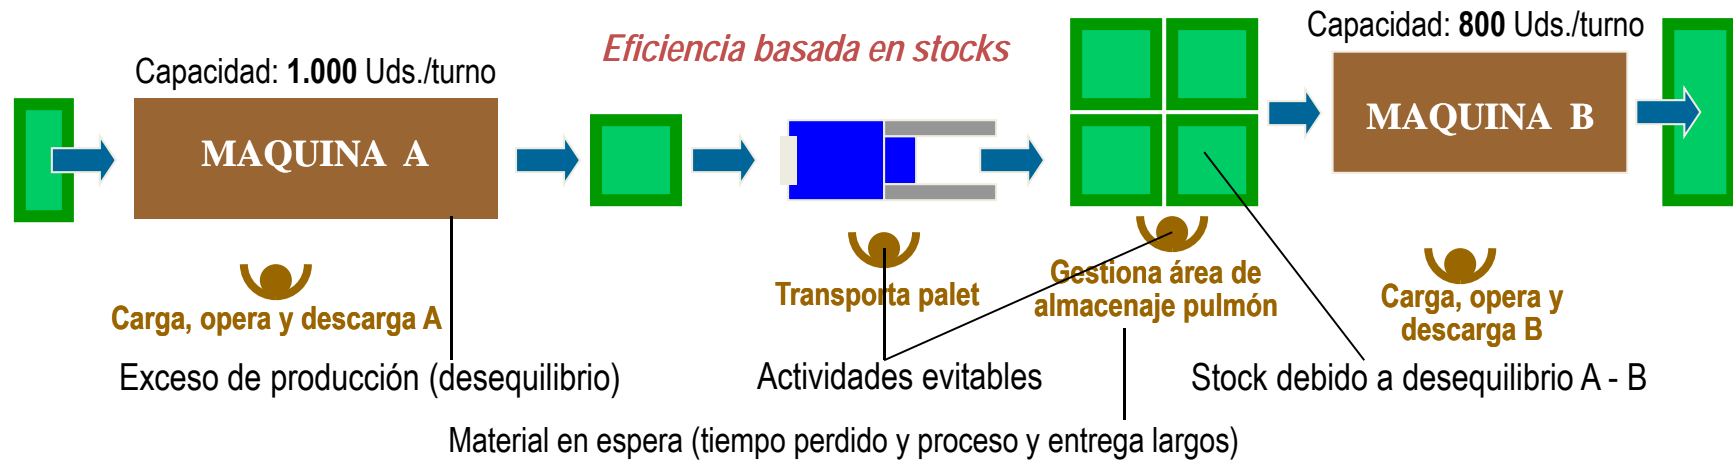 Eficiencia basada en stocks
Capacidad: 1.000 Uds./turno
Capacidad: 800 Uds./turno
MAQUINA A
MAQUINA B
Carga, opera y descarga A
Transporta palet
Gestiona área de
almacenaje pulmón
Carga, opera y
descarga B
Exceso de producción (desequilibrio)
Actividades evitables
Stock debido a desequilibrio A - B
Material en espera (tiempo perdido y proceso y entrega largos)